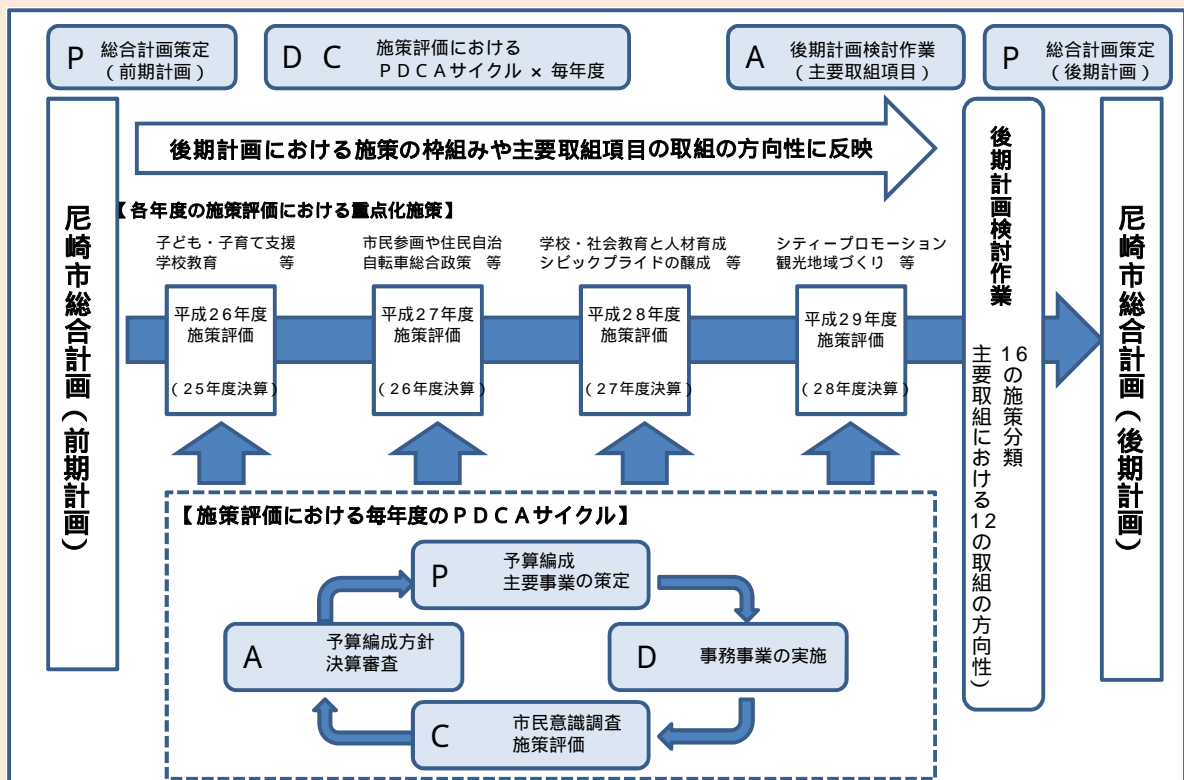 P 総合計画策定
（前期計画）
D C 施策評価における
ＰＤＣＡサイクル × 毎年度
A 後期計画検討作業
（主要取組項目）
P 総合計画策定
（後期計画）
後期計画における施策の枠組みや主要取組項目の取組の方向性に反映
尼崎市総合計画（前期計画）
【各年度の施策評価における重点化施策】
子ども・子育て支援
学校教育　　　等
市民参画や住民自治
自転車総合政策　等
学校・社会教育と人材育成
シビックプライドの醸成　等
シティープロモーション
観光地域づくり　等
平成２６年度
施策評価
（２５年度決算）
平成２７年度
施策評価
（２６年度決算）
平成２８年度
施策評価
（２７年度決算）
平成２９年度
施策評価
（２８年度決算）
後期計画検討作業
16の施策分類
主要取組における12の取組の方向性）
尼崎市総合計画（後期計画）
【施策評価における毎年度のＰＤＣＡサイクル】
P 予算編成
主要事業の策定
D 事務事業の実施
C 市民意識調査
施策評価
A 予算編成方針
決算審査